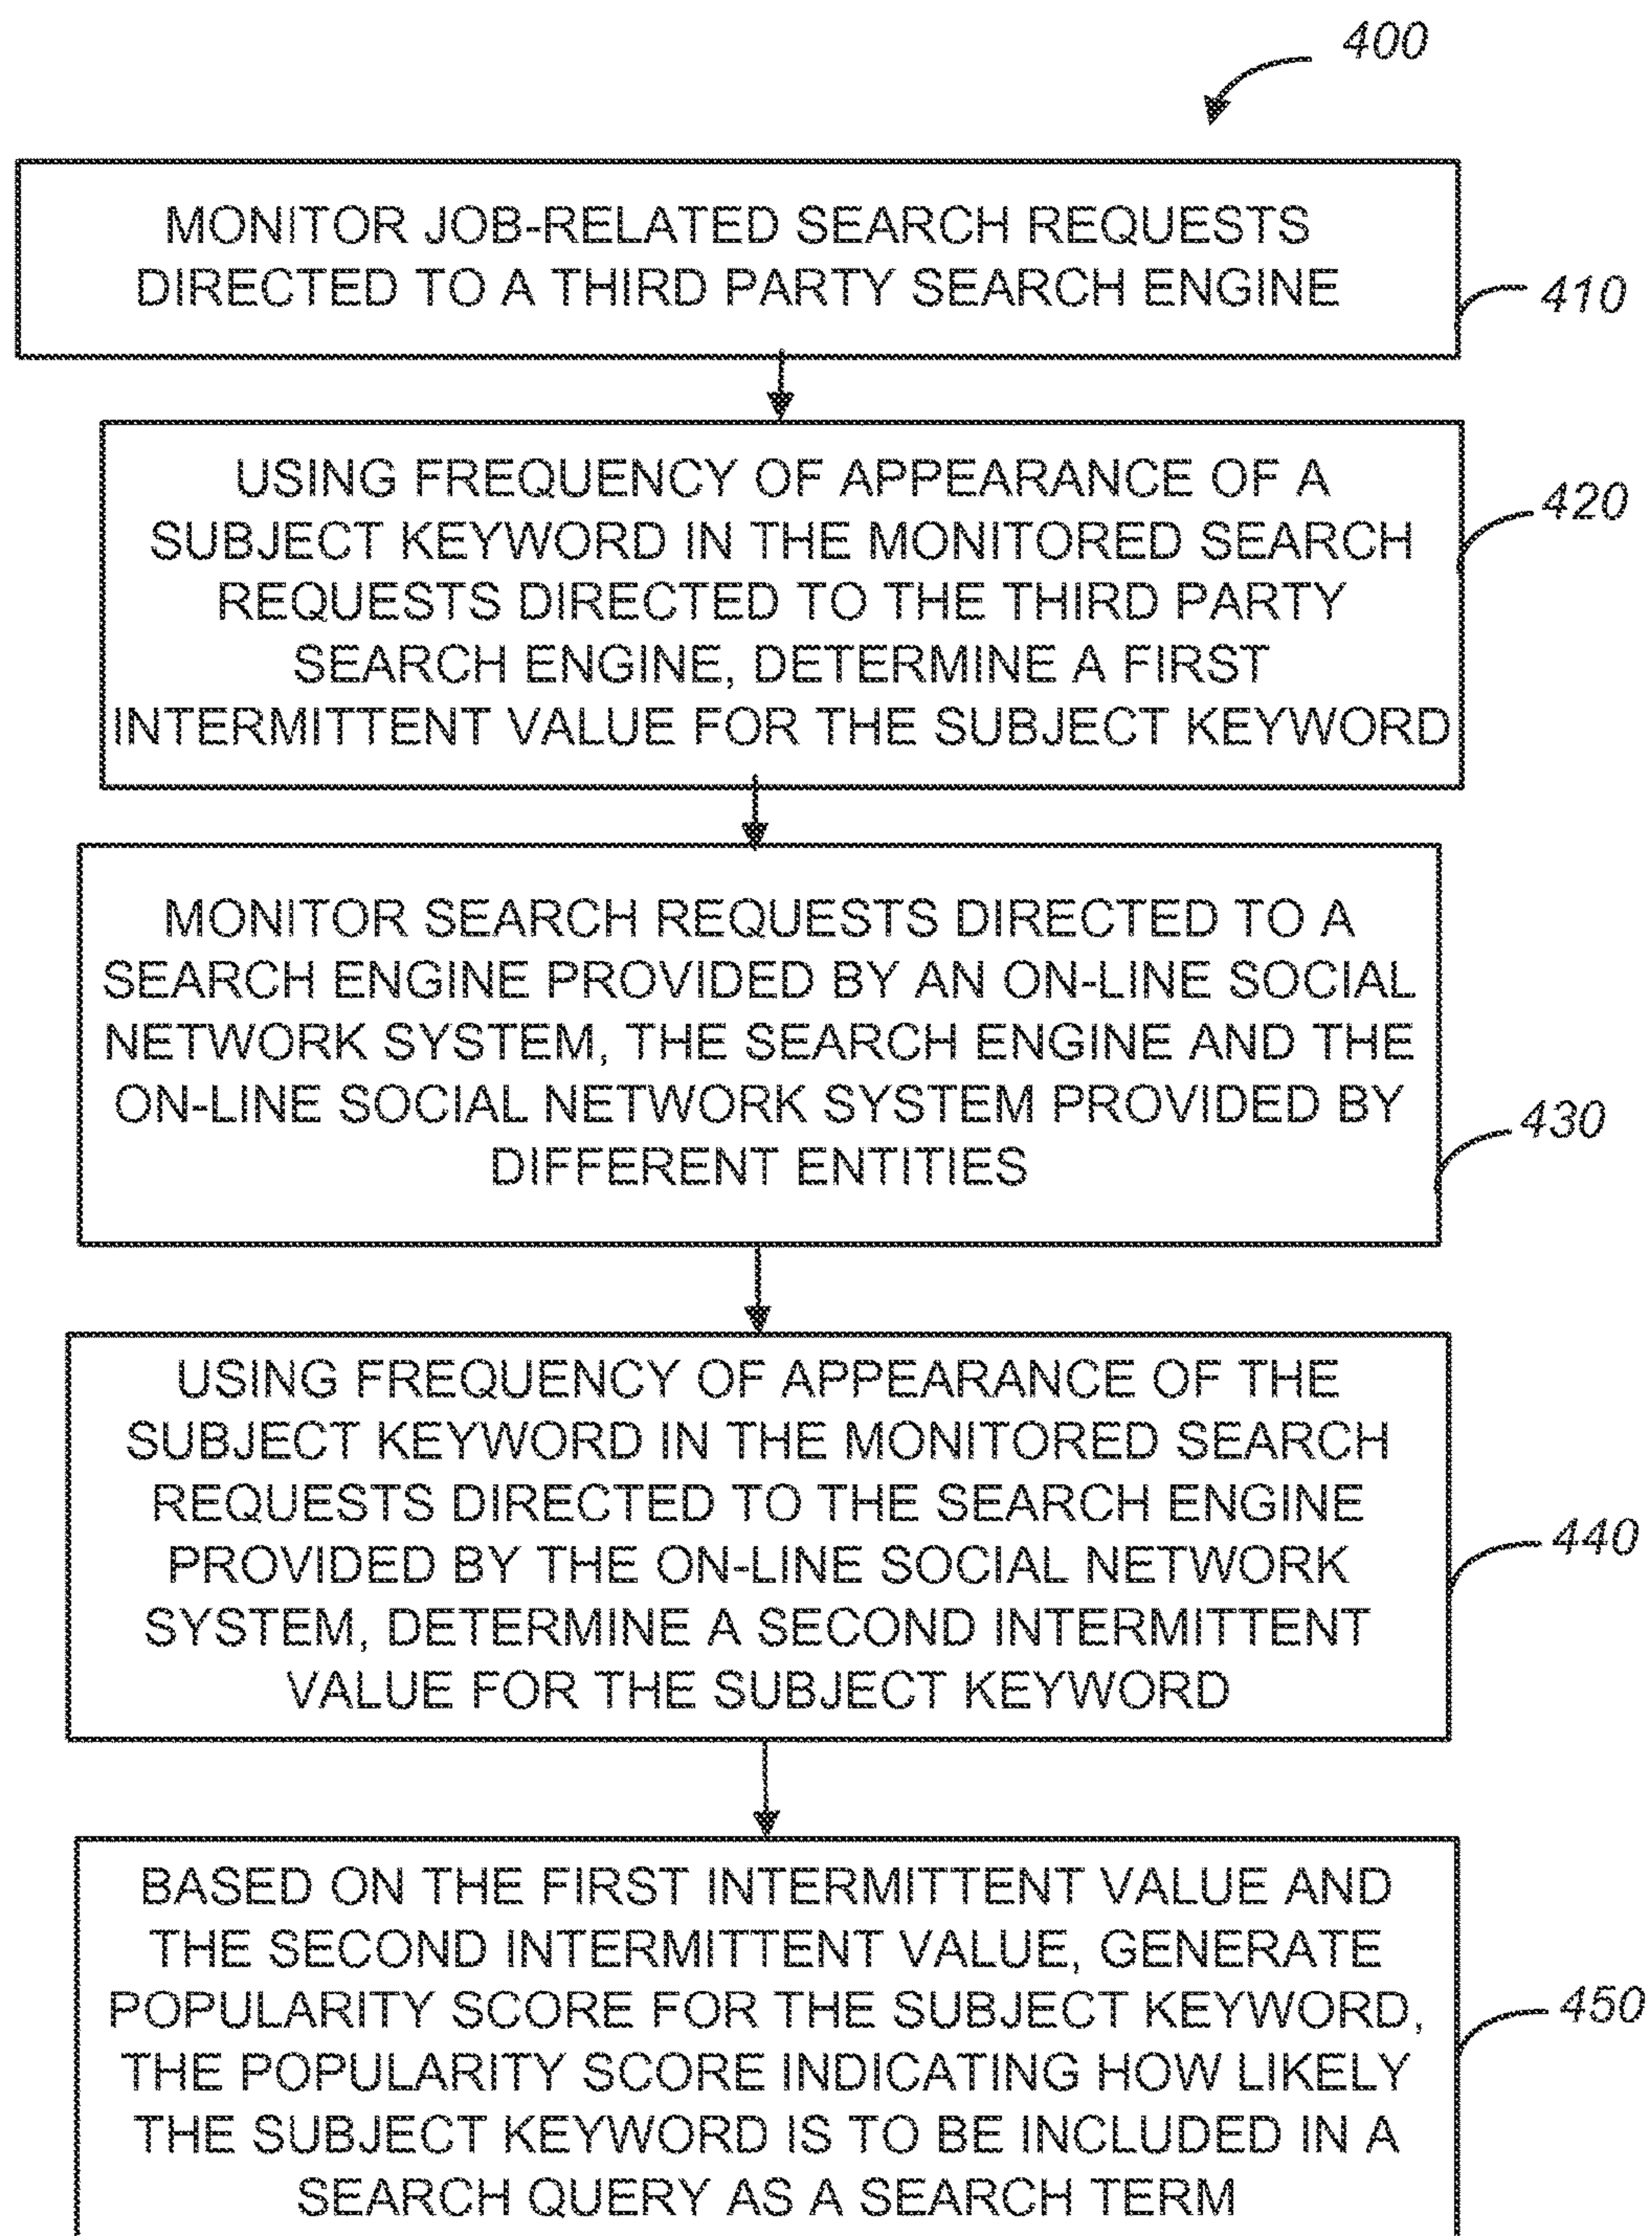 400
MONITOR JOB-RELATED SEARCH REQUESTS
DIRECTED TO A THIRD PARTY SEARCH ENGINE
410
USING FREQUENCY OF APPEARANCE OF A
SUBJECT KEYWORD IN THE MONITORED SEARCH
REQUESTS DIRECTED TO THE THIRD PARTY
SEARCH ENGINE, DETERMINE A FIRST
INTERMITTENT VALUE FOR THE SUBJECT KEYWORD
420
MONITOR SEARCH REQUESTS DIRECTED TO A
SEARCH ENGINE PROVIDED BY AN ON-LINE SOCIAL
NETWORK SYSTEM, THE SEARCH ENGINE AND THE
ON-LINE SOCIAL NETWORK SYSTEM PROVIDED BY
DIFFERENT ENTITIES
430
USING FREQUENCY OF APPEARANCE OF THE
SUBJECT KEYWORD IN THE MONITORED SEARCH
REQUESTS DIRECTED TO THE SEARCH ENGINE
PROVIDED BY THE ON-LINE SOCIAL NETWORK
SYSTEM, DETERMINE A SECOND INTERMITTENT
VALUE FOR THE SUBJECT KEYWORD
440
BASED ON THE FIRST INTERMITTENT VALUE AND
THE SECOND INTERMITTENT VALUE, GENERATE
POPULARITY SCORE FOR THE SUBJECT KEYWORD,
THE POPULARITY SCORE INDICATING HOW LIKELY
THE SUBJECT KEYWORD IS TO BE INCLUDED IN A
SEARCH QUERY AS A SEARCH TERM
450